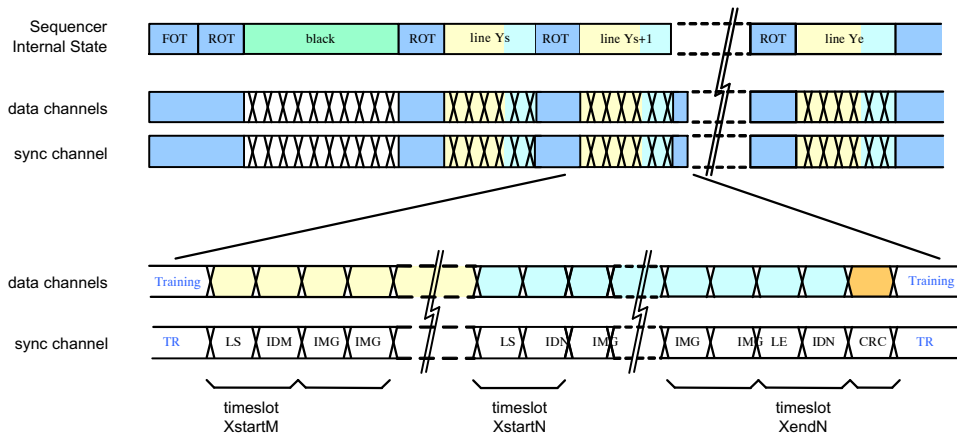 Sequencer
Internal State
FOT ROT black ROT line Ys ROT line Ys+1 ROT line Ye
data channels
sync channel
data channels Training Training
sync channel TR LS IDM IMG IMG LS IDN IMG IMG IMG LE IDN CRC TR
timeslot timeslot timeslot
XstartM XstartN XendN